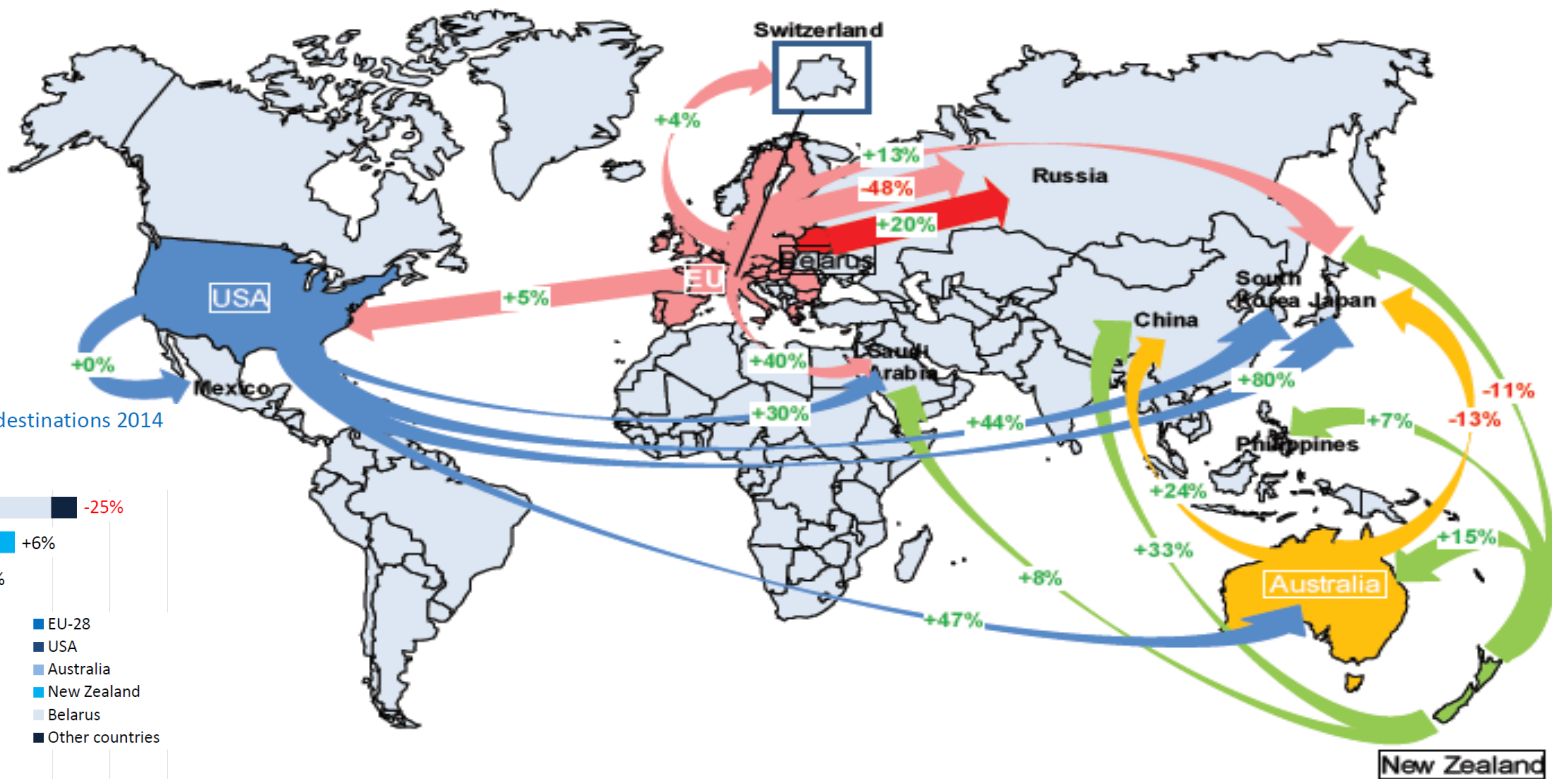 Switzerland
+4%
+13%
Russia
-48%
+20%
Belarus
EU
USA
+5%
South
Korea Japan
China
+0%
Mexico
+40%
Saudi
Arabia
+30%
+44%
+80%
-11%
-13%
+7%
Philippines
destinations 2014
+24%
-25%
+6%
%
+33%
+15%
+8%
Australia
+47%
EU-28
USA
Australia
New Zealand
Belarus
Other countries
New Zealand